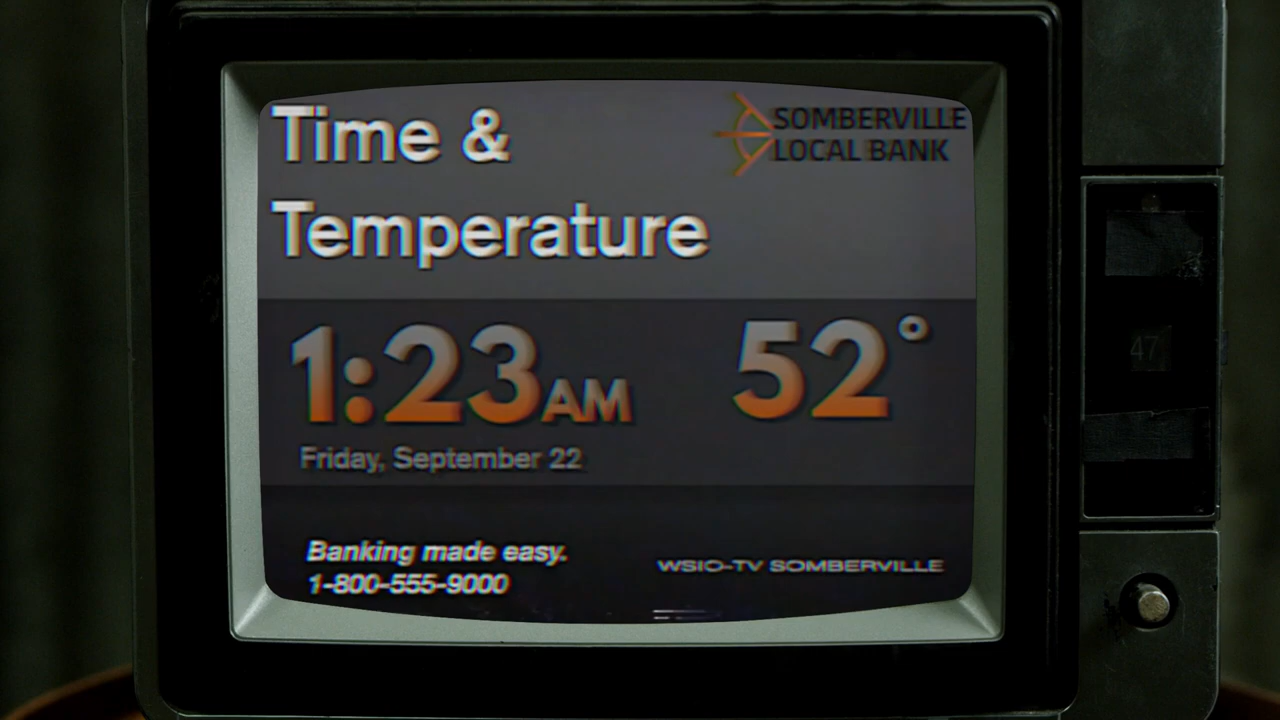 Time &
Temperature
SOMBERVILLE
LOCAL BANK
1:23AM
52°
Friday, September 22
Banking made easy.
1-800-555-9000
WSIO-TV SOMBERVILLE
47